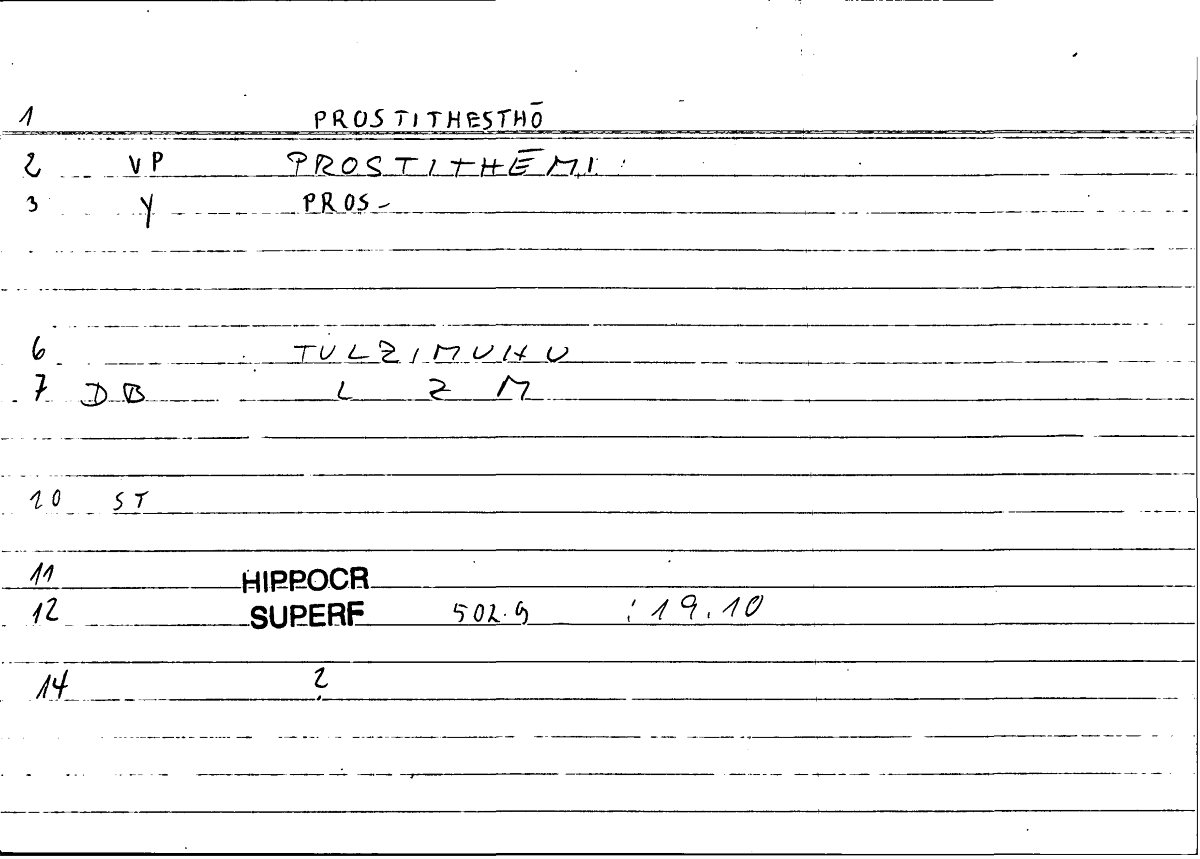 1 PROSTITHESTHŌ
2 VP PROSTITHĒMI :
3 Y PROS-
6 TULZIMUHU
7 DB L Z M
10 ST
11 HIPPOCR
12 SUPERF 502.9 : 19.10
14 ?